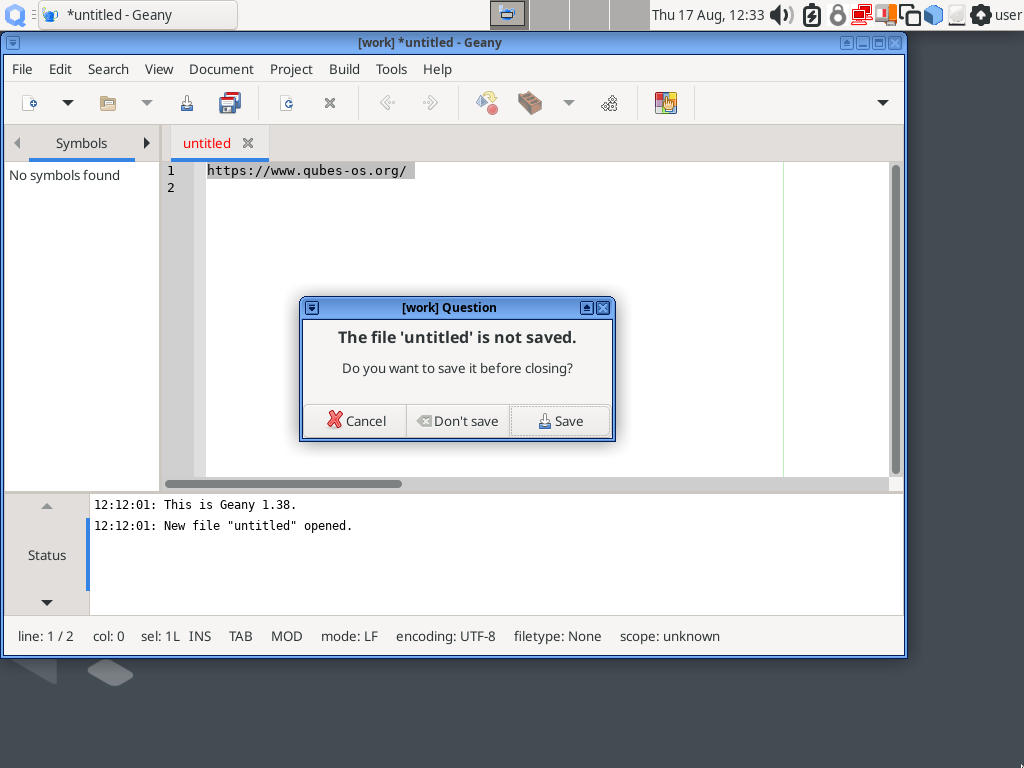 *untitled - Geany
Thu 17 Aug, 12:33
user
[work] *untitled - Geany
File Edit Search View Document Project Build Tools Help
Symbols
untitled
No symbols found
1 https://www.qubes-os.org/
2
[work] Question
The file 'untitled' is not saved.
Do you want to save it before closing?
Cancel Don't save Save
12:12:01: This is Geany 1.38.
12:12:01: New file "untitled" opened.
Status
line: 1 / 2 col: 0 sel: 1L INS TAB MOD mode: LF encoding: UTF-8 filetype: None scope: unknown